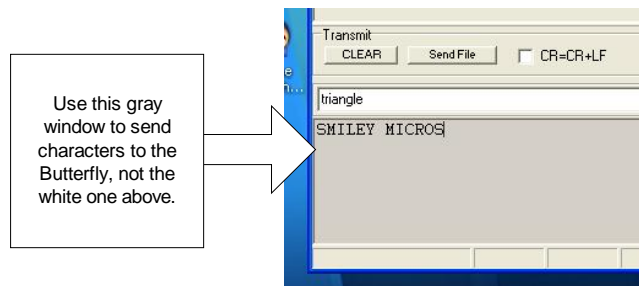 Use this gray
window to send
characters to the
Butterfly, not the
white one above.
Transmit
CLEAR
Send File
CR=CR+LF
triangle
SMILEY MICROS